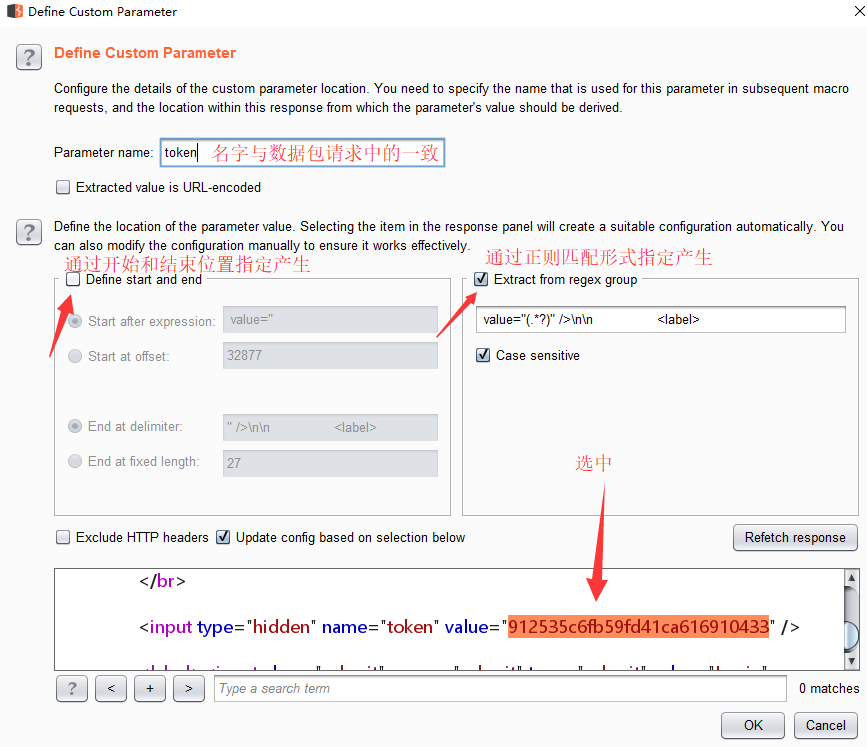 Define Custom Parameter
Define Custom Parameter
Configure the details of the custom parameter location. You need to specify the name that is used for this parameter in subsequent macro
requests, and the location within this response from which the parameter's value should be derived.
Parameter name: token 名字与数据包请求中的一致
Extracted value is URL-encoded
Define the location of the parameter value. Selecting the item in the response panel will create a suitable configuration automatically. You
can also modify the configuration manually to ensure it works effectively.
通过开始和结束位置指定产生
通过正则匹配形式指定产生
Define start and end
Start after expression: value="
Start at offset: 32877
End at delimiter: " />\n\n <label>
End at fixed length: 27
Extract from regex group
value="(.*?)" />\n\n <label>
Case sensitive
选中
Exclude HTTP headers Update config based on selection below Refetch response
</br>
<input type="hidden" name="token" value="912535c6fb59fd41ca616910433" />
? < + > Type a search term 0 matches
OK Cancel